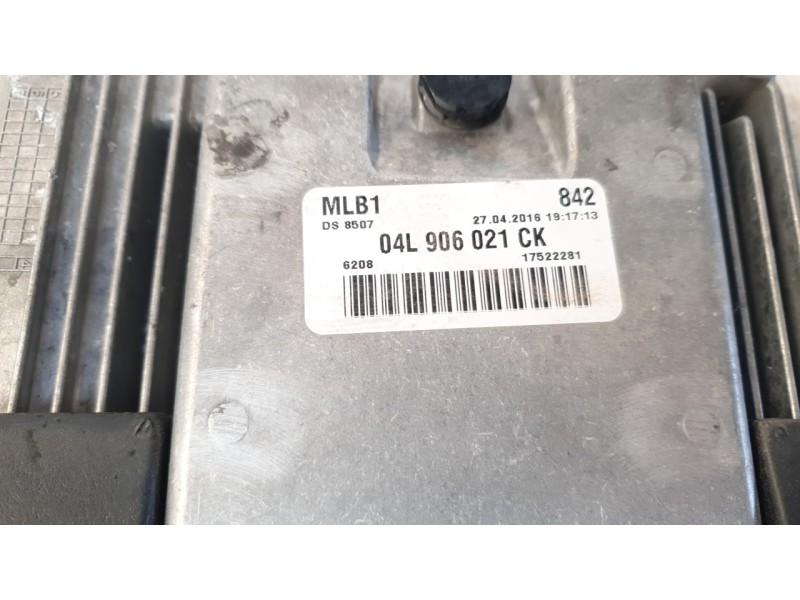 MLB1 842
DS 8507 27.04.2016 19:17:13
04L 906 021 CK
6208 17522281